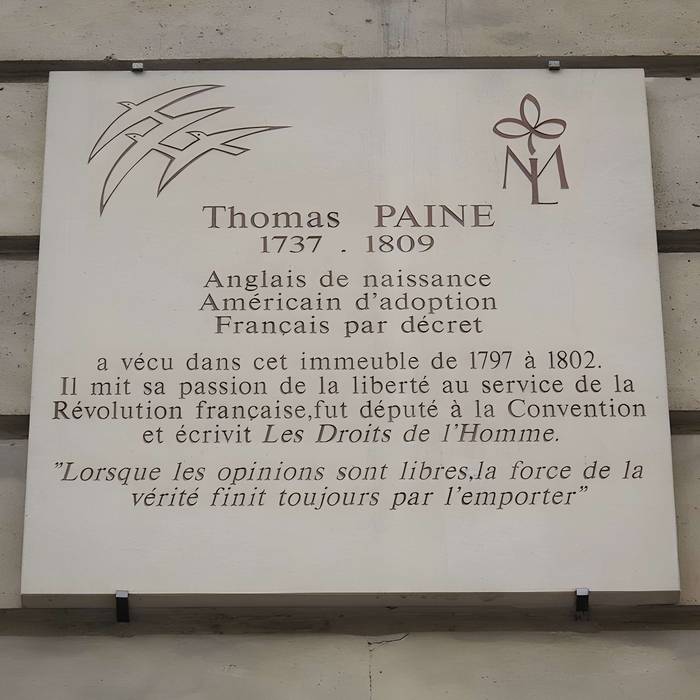 Thomas PAINE
1737 . 1809
Anglais de naissance
Américain d'adoption
Français par décret
a vécu dans cet immeuble de 1797 à 1802.
Il mit sa passion de la liberté au service de la
Révolution française,fut député à la Convention
et écrivit Les Droits de l'Homme.
"Lorsque les opinions sont libres,la force de la
vérité finit toujours par l'emporter"